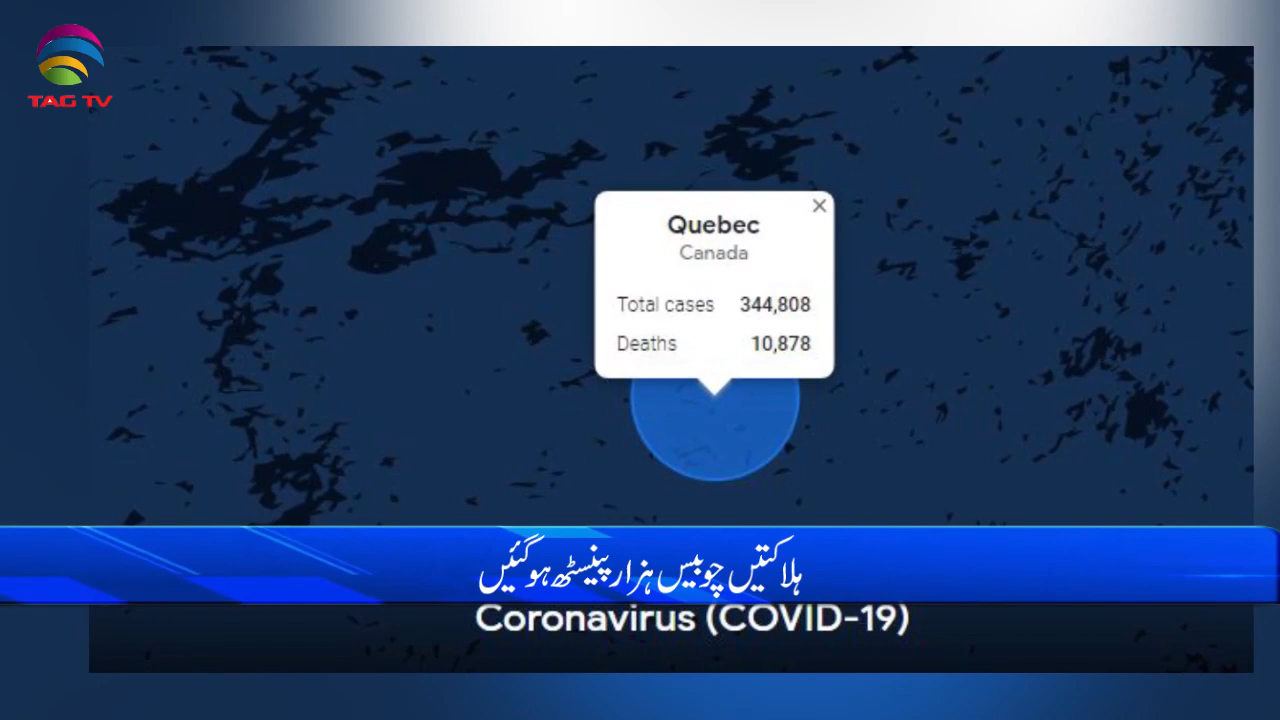 TAG TV
Quebec
Canada
Total cases 344,808
Deaths 10,878
ہلاکتیں چوبیس ہزار پینسٹھ ہوگئیں
Coronavirus (COVID-19)